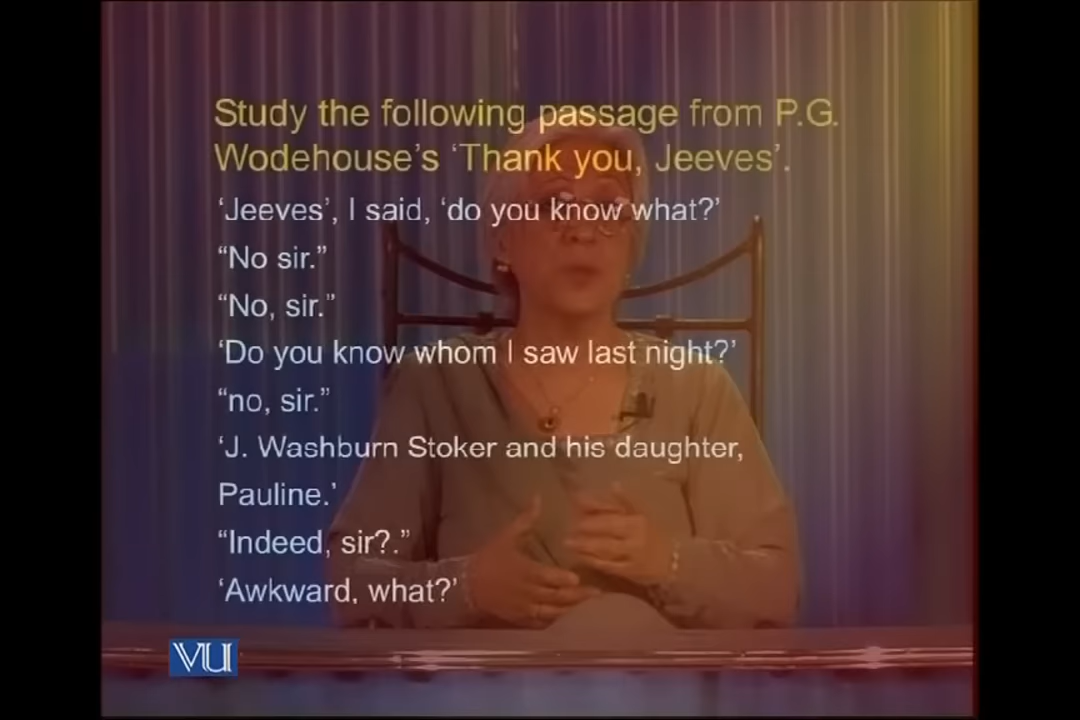 Study the following passage from P.G.
Wodehouse’s ‘Thank you, Jeeves’.
‘Jeeves’, I said, ‘do you know what?’
“No sir.”
“No, sir.”
‘Do you know whom I saw last night?’
“no, sir.”
‘J. Washburn Stoker and his daughter,
Pauline.’
“Indeed, sir?.”
‘Awkward, what?’
VU